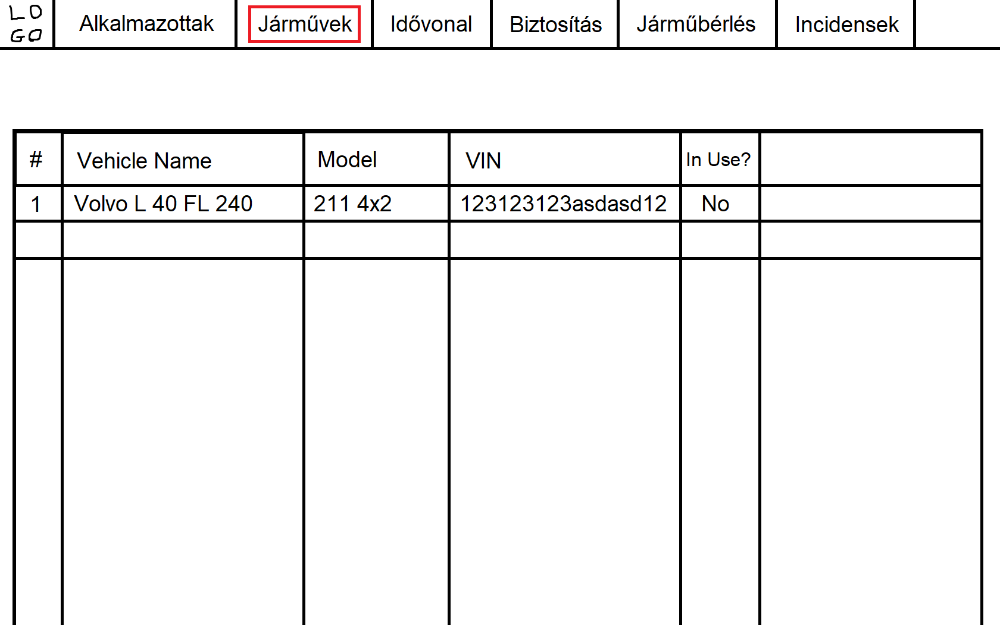 LO
GO
Alkalmazottak Járművek Idővonal Biztosítás Járműbérlés Incidensek
# Vehicle Name Model VIN In Use?
1 Volvo L 40 FL 240 211 4x2 123123123asdasd12 No